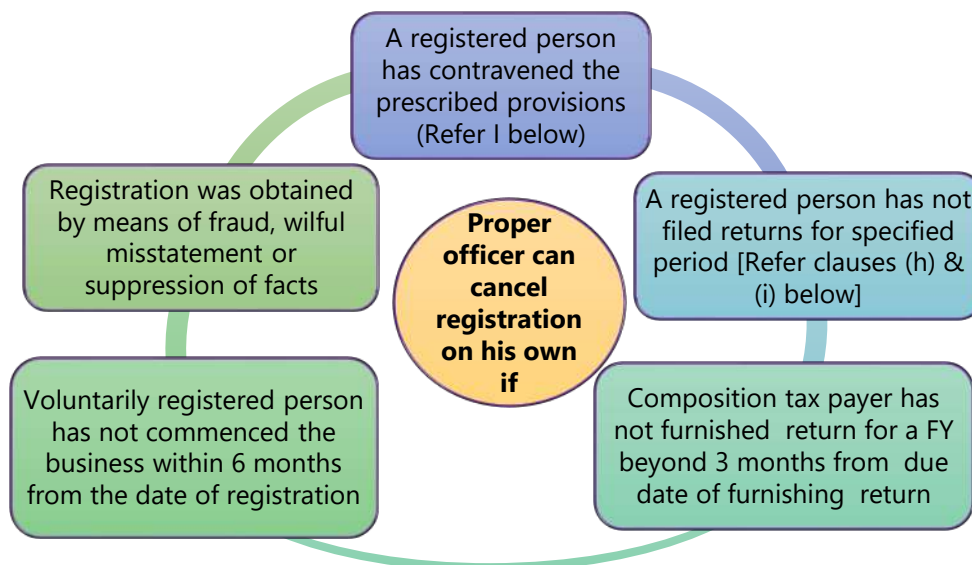 A registered person
has contravened the
prescribed provisions
(Refer I below)
Registration was obtained
by means of fraud, wilful
misstatement or
suppression of facts
Proper
officer can
cancel
registration
on his own
if
A registered person has not
filed returns for specified
period [Refer clauses (h) &
(i) below]
Voluntarily registered person
has not commenced the
business within 6 months
from the date of registration
Composition tax payer has
not furnished return for a FY
beyond 3 months from due
date of furnishing return